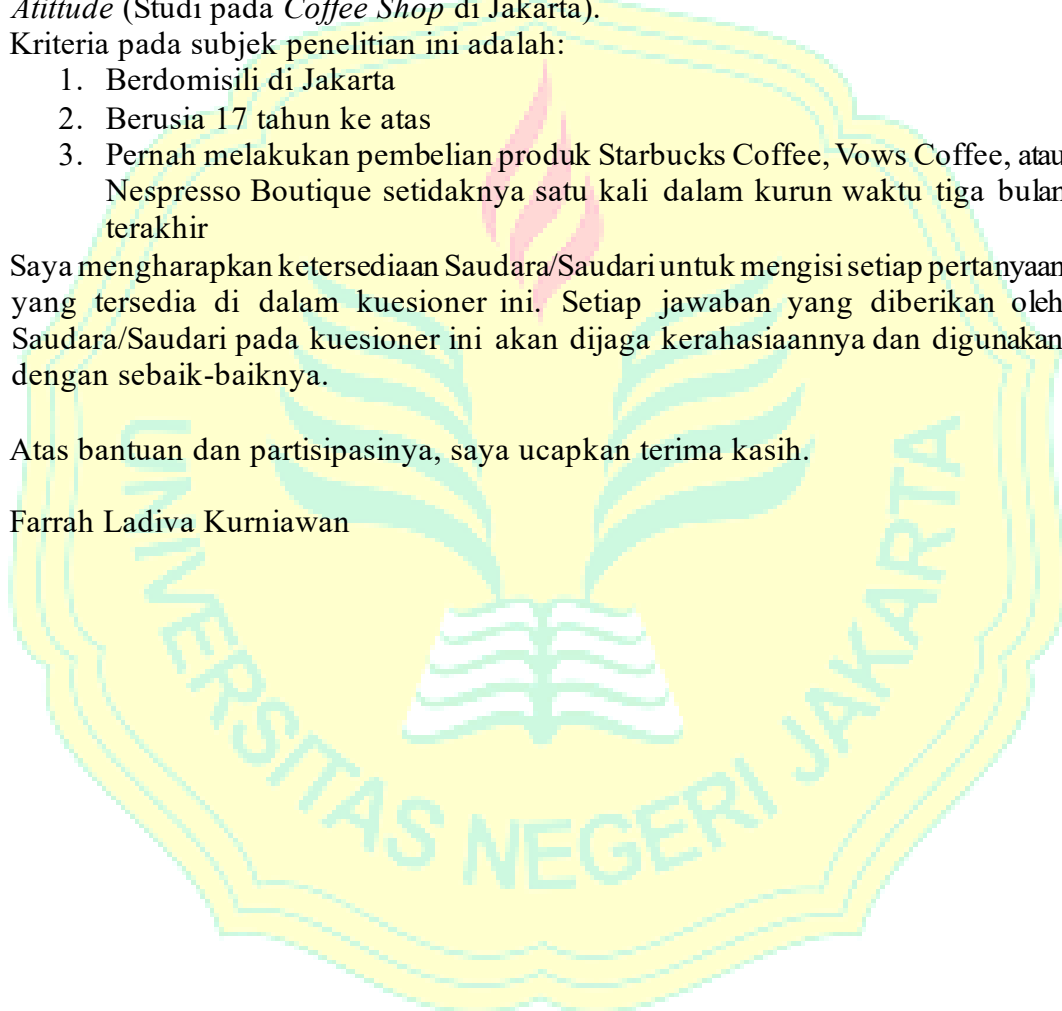 Atittude (Studi pada Coffee Shop di Jakarta).
Kriteria pada subjek penelitian ini adalah:
1. Berdomisili di Jakarta
2. Berusia 17 tahun ke atas
3. Pernah melakukan pembelian produk Starbucks Coffee, Vows Coffee, atau
Nespresso Boutique setidaknya satu kali dalam kurun waktu tiga bulan
terakhir
Saya mengharapkan ketersediaan Saudara/Saudari untuk mengisi setiap pertanyaan
yang tersedia di dalam kuesioner ini. Setiap jawaban yang diberikan oleh
Saudara/Saudari pada kuesioner ini akan dijaga kerahasiaannya dan digunakan
dengan sebaik-baiknya.
Atas bantuan dan partisipasinya, saya ucapkan terima kasih.
Farrah Ladiva Kurniawan
UNIVERSITAS NEGERI JAKARTA